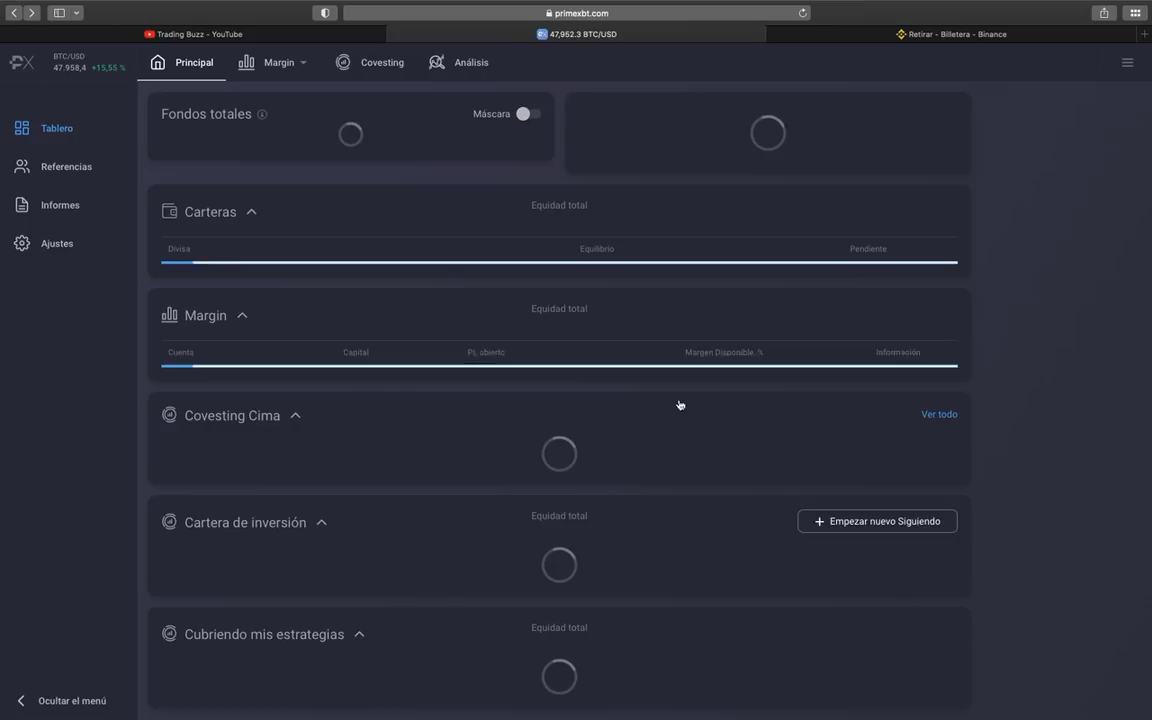 primexbt.com
Trading Buzz - YouTube
47,952.3 BTC/USD
Retirar - Billetera - Binance
BTC/USD
47.958,4 +15,55 %
Principal
Margin
Covesting
Análisis
Tablero
Referencias
Informes
Ajustes
Ocultar el menú
Fondos totales
Máscara
Carteras
Equidad total
Divisa Equilibrio Pendiente
Margin
Equidad total
Cuenta Capital PL abierto Margen Disponible, % Información
Covesting Cima
Ver todo
Cartera de inversión
Equidad total
+ Empezar nuevo Siguiendo
Cubriendo mis estrategias
Equidad total